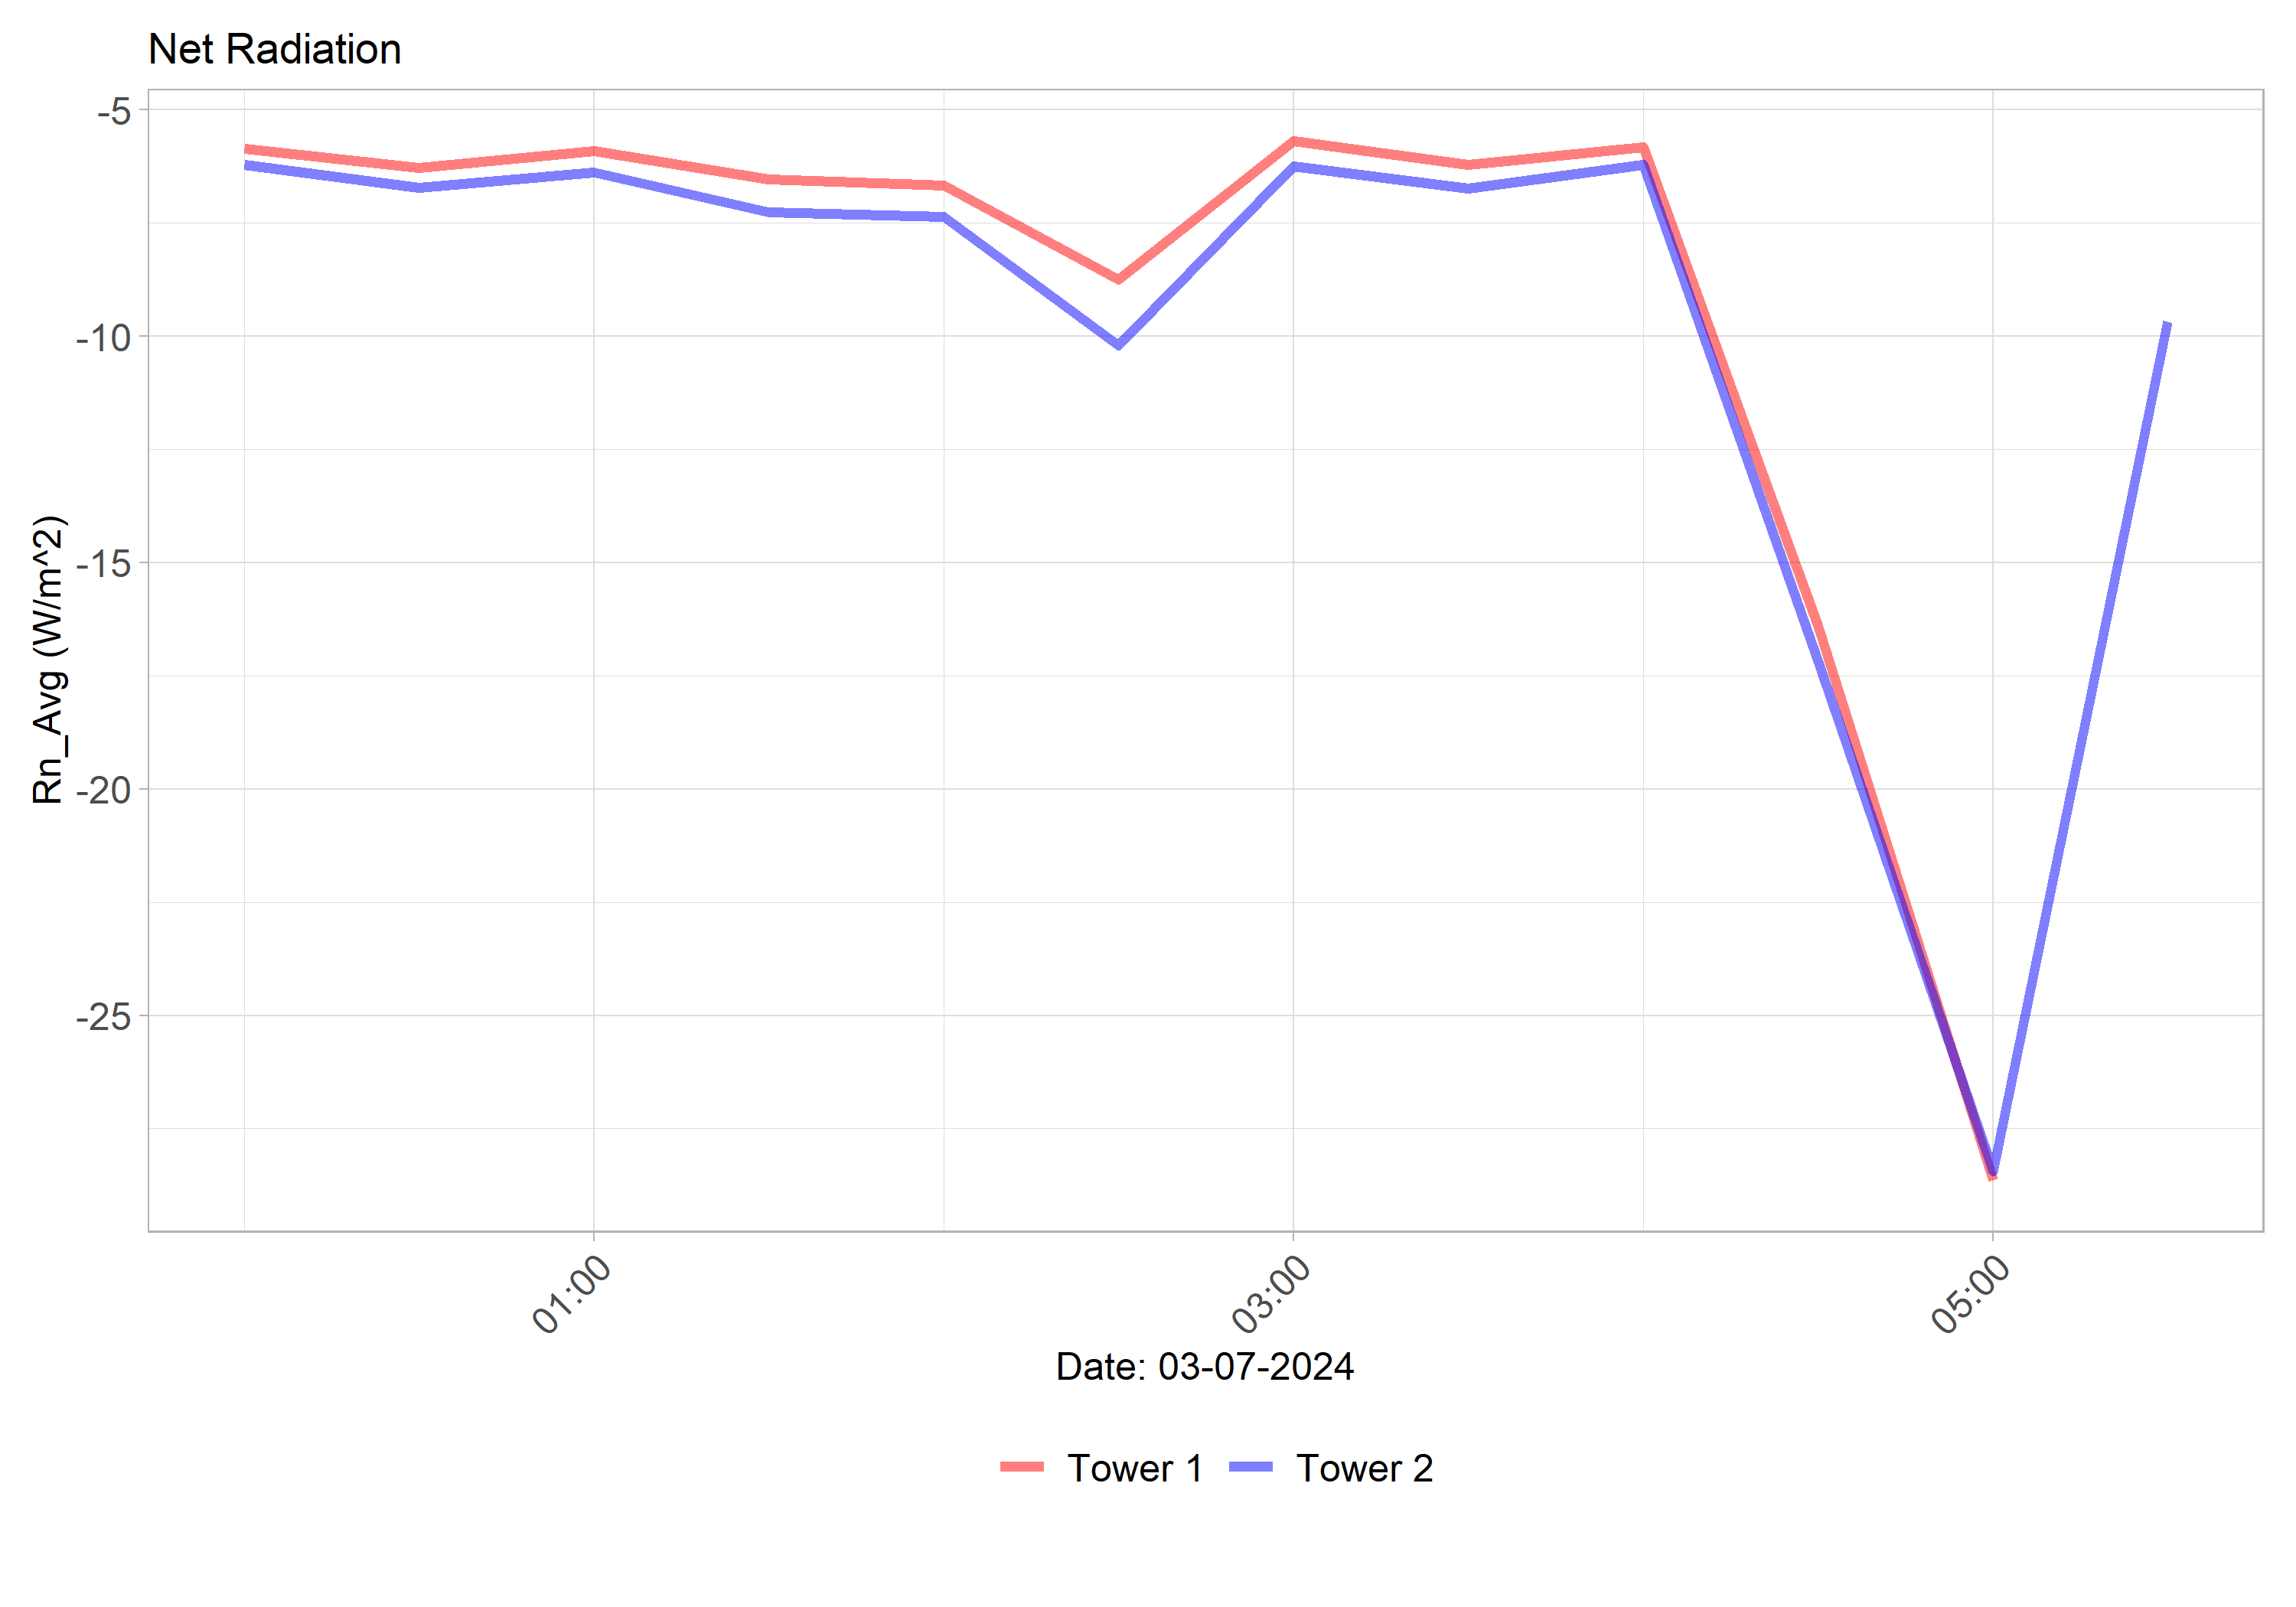 Net Radiation
-5
-10
-15
-20
-25
Rn_Avg (W/m^2)
01:00
03:00
05:00
Date: 03-07-2024
Tower 1
Tower 2